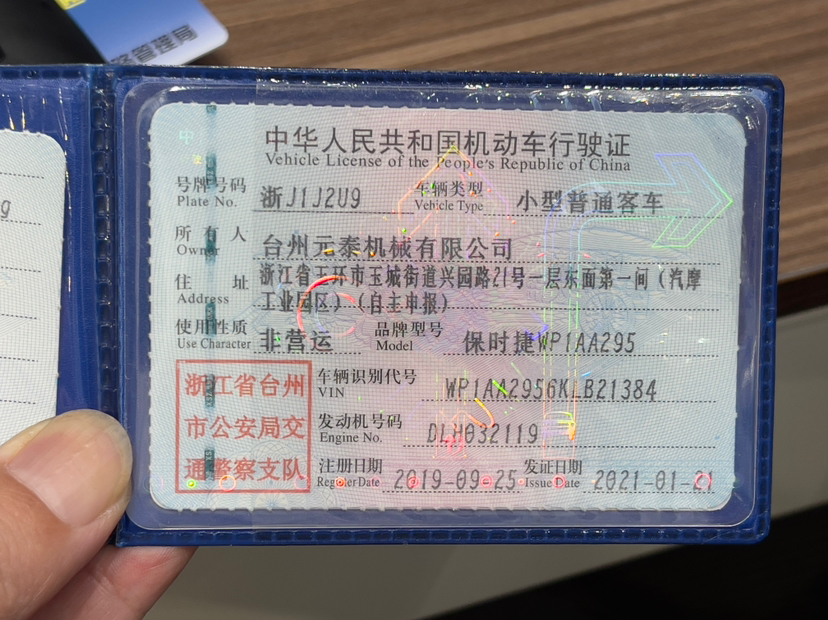 管理局
中华人民共和国机动车行驶证
Vehicle License of the People's Republic of China
号牌号码 浙J1J2U9 车辆类型 小型普通客车
Plate No. Vehicle Type
所有人 台州元泰机械有限公司
Owner
住址 浙江省玉环市玉城街道兴园路21号一层东面第一间(汽摩
Address 工业园区)(自主申报)
使用性质 非营运 品牌型号 保时捷WP1AA295
Use Character Model
浙江省台州
市公安局交
通警察支队
车辆识别代号 WP1AA2956KLB21384
VIN
发动机号码 DLH032119
Engine No.
注册日期 2019-09-25 发证日期 2021-01-21
Register Date Issue Date